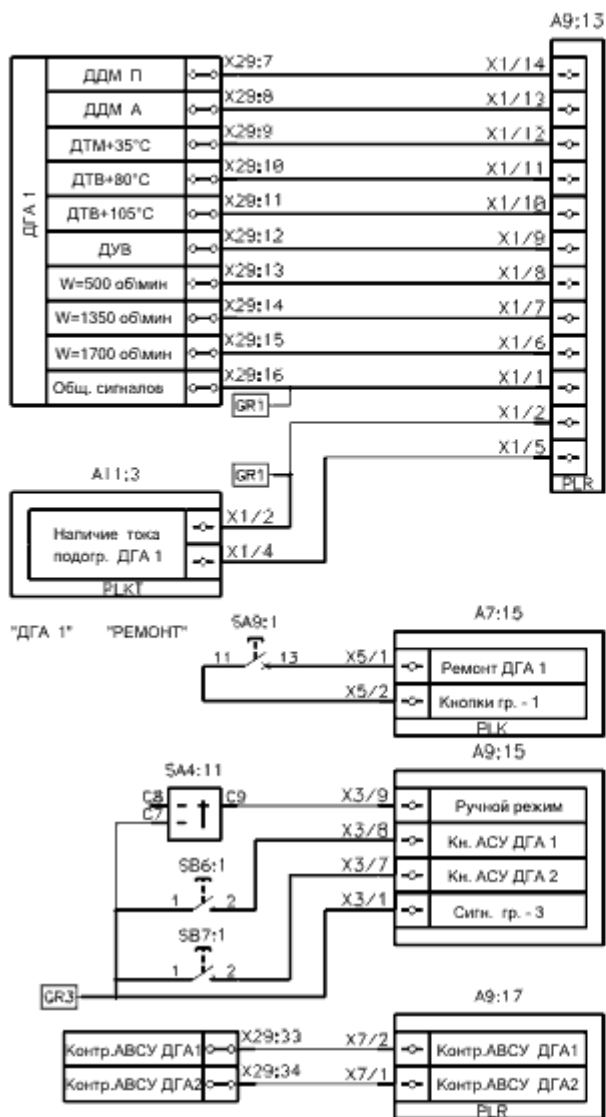 A9:13
ДГА 1
ДДМ П X29:7 X1/14
ДДМ А X29:8 X1/13
ДТМ+35°С X29:9 X1/12
ДТВ+80°С X29:10 X1/11
ДТВ+105°С X29:11 X1/10
ДУВ X29:12 X1/9
W=500 об\мин X29:13 X1/8
W=1350 об\мин X29:14 X1/7
W=1700 об\мин X29:15 X1/6
Общ. сигналов X29:16 X1/1
GR1
X1/2
GR1
X1/5
PLR
A11:3
Наличие тока
подогр. ДГА 1
X1/2
X1/4
PLKT
"ДГА 1" "РЕМОНТ"
SA9:1
11 13
A7:15
X5/1 Ремонт ДГА 1
X5/2 Кнопки гр. - 1
PLK
A9:15
SA4:11
C8 C9
C7
X3/9 Ручной режим
X3/8 Кн. АСУ ДГА 1
X3/7 Кн. АСУ ДГА 2
X3/1 Сигн. гр. - 3
SB6:1
1 2
SB7:1
1 2
GR3
A9:17
Контр.АВСУ ДГА1 X29:33 X7/2 Контр.АВСУ ДГА1
Контр.АВСУ ДГА2 X29:34 X7/1 Контр.АВСУ ДГА2
PLR